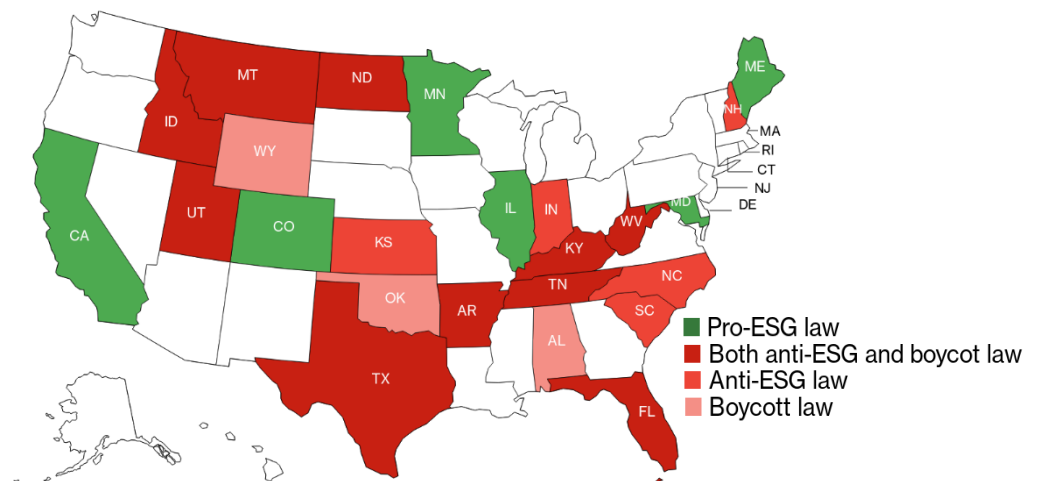 ME
MT
ND
MN
NH
ID
MA
WY
RI
CT
NJ
UT
IL
IN
MD
DE
CO
WV
CA
KS
KY
NC
TN
OK
AR
SC
Pro-ESG law
AL
Both anti-ESG and boycot law
TX
Anti-ESG law
FL
Boycott law